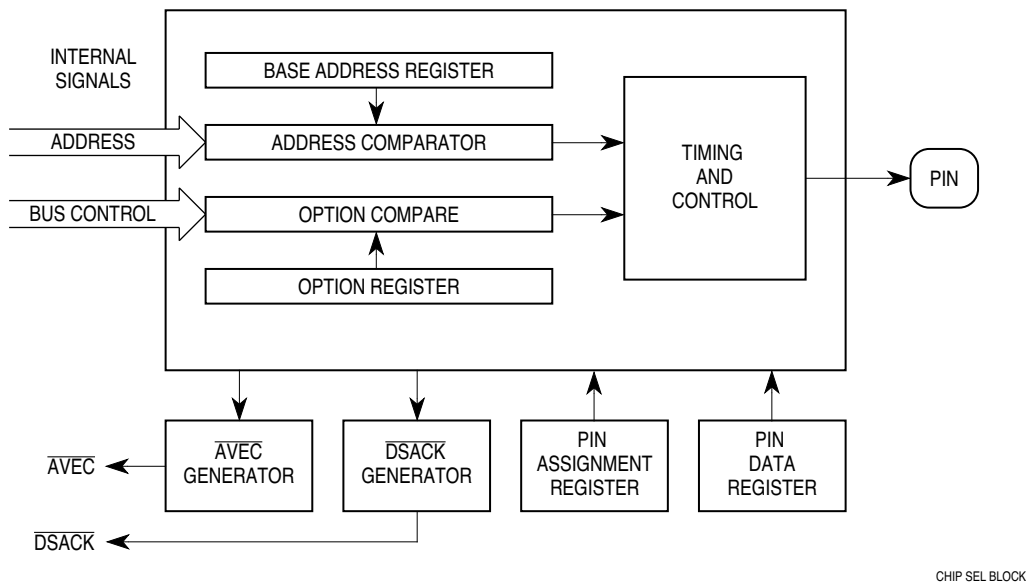 INTERNAL
SIGNALS
BASE ADDRESS REGISTER
ADDRESS
ADDRESS COMPARATOR
BUS CONTROL
OPTION COMPARE
OPTION REGISTER
TIMING
AND
CONTROL
PIN
AVEC
GENERATOR
DSACK
GENERATOR
PIN
ASSIGNMENT
REGISTER
PIN
DATA
REGISTER
AVEC
DSACK
CHIP SEL BLOCK